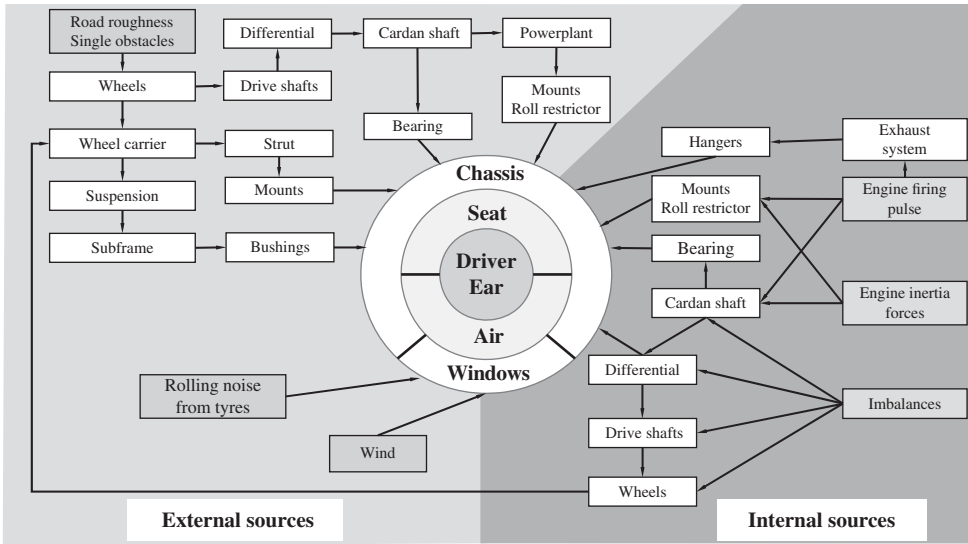 Road roughness
Single obstacles
Differential
Cardan shaft
Powerplant
Wheels
Drive shafts
Mounts
Roll restrictor
Bearing
Wheel carrier
Strut
Hangers
Exhaust
system
Suspension
Mounts
Chassis
Seat
Mounts
Roll restrictor
Engine firing
pulse
Subframe
Bushings
Driver
Ear
Bearing
Cardan shaft
Engine inertia
forces
Air
Windows
Differential
Rolling noise
from tyres
Imbalances
Wind
Drive shafts
Wheels
External sources
Internal sources